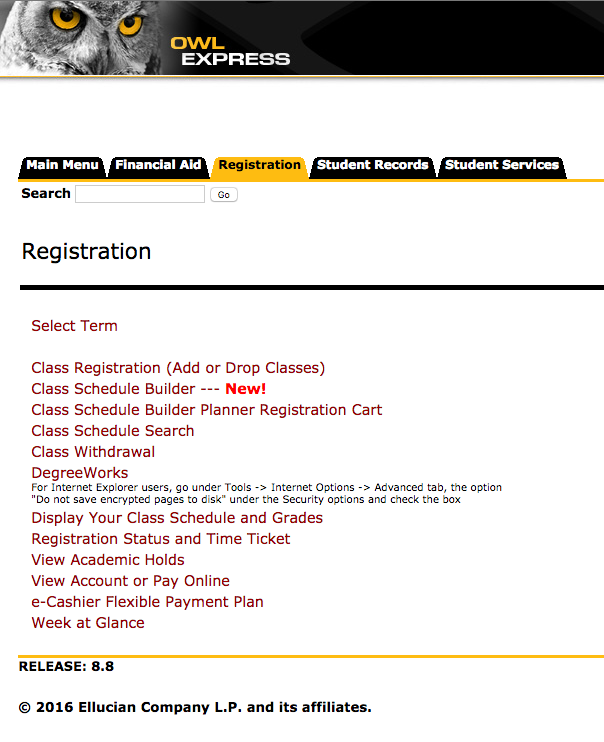 OWL
EXPRESS
Main Menu Financial Aid Registration Student Records Student Services
Search Go
Registration
Select Term
Class Registration (Add or Drop Classes)
Class Schedule Builder --- New!
Class Schedule Builder Planner Registration Cart
Class Schedule Search
Class Withdrawal
DegreeWorks
For Internet Explorer users, go under Tools -> Internet Options -> Advanced tab, the option
"Do not save encrypted pages to disk" under the Security options and check the box
Display Your Class Schedule and Grades
Registration Status and Time Ticket
View Academic Holds
View Account or Pay Online
e-Cashier Flexible Payment Plan
Week at Glance
RELEASE: 8.8
© 2016 Ellucian Company L.P. and its affiliates.